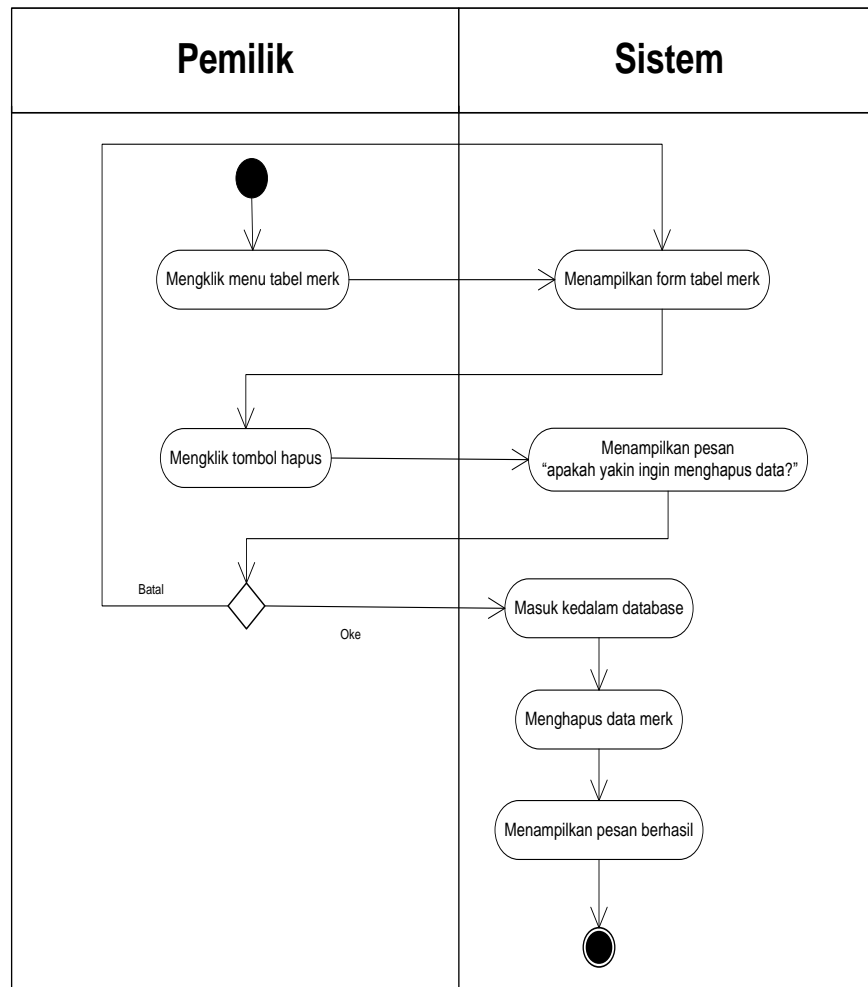 Pemilik
Sistem
Mengklik menu tabel merk
Menampilkan form tabel merk
Mengklik tombol hapus
Menampilkan pesan
“apakah yakin ingin menghapus data?”
Batal
Oke
Masuk kedalam database
Menghapus data merk
Menampilkan pesan berhasil